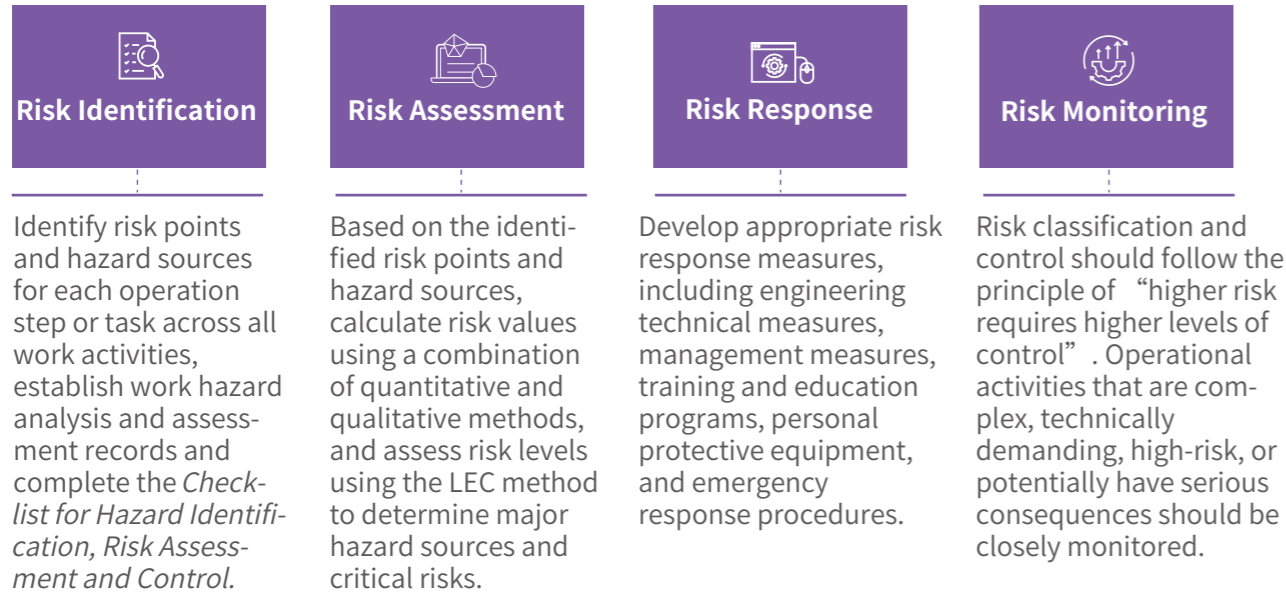 Risk Identification
Identify risk points
and hazard sources
for each operation
step or task across all
work activities,
establish work hazard
analysis and assess-
ment records and
complete the Check-
list for Hazard Identifi-
cation, Risk Assess-
ment and Control.
Risk Assessment
Based on the identi-
fied risk points and
hazard sources,
calculate risk values
using a combination
of quantitative and
qualitative methods,
and assess risk levels
using the LEC method
to determine major
hazard sources and
critical risks.
Risk Response
Develop appropriate risk
response measures,
including engineering
technical measures,
management measures,
training and education
programs, personal
protective equipment,
and emergency
response procedures.
Risk Monitoring
Risk classification and
control should follow the
principle of “higher risk
requires higher levels of
control”. Operational
activities that are com-
plex, technically
demanding, high-risk, or
potentially have serious
consequences should be
closely monitored.